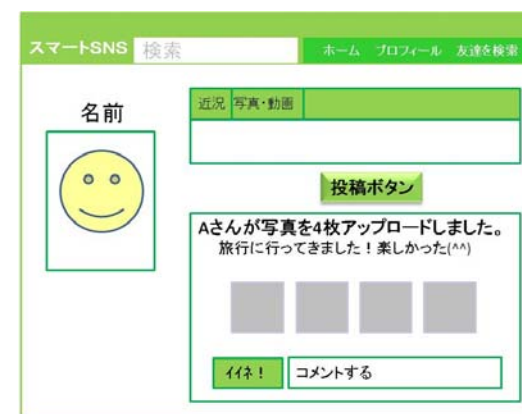 スマートSNS 検索 ホーム プロフィール 友達を検索
名前
近況 写真・動画
投稿ボタン
Aさんが写真を4枚アップロードしました。
旅行に行ってきました！楽しかった(^^)
イイネ！ コメントする